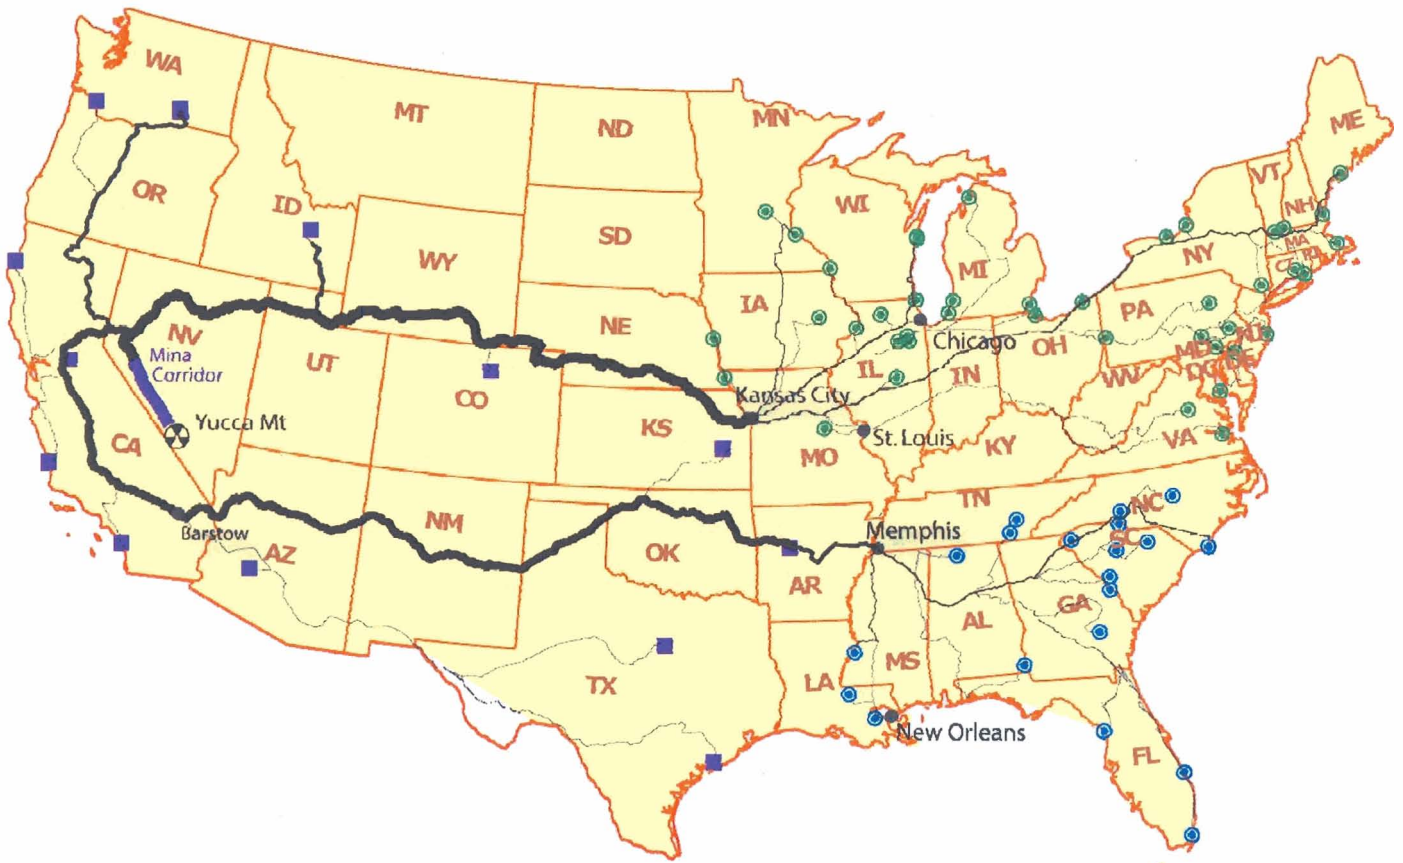 WA
MT
ND
MN
ME
OR
ID
WI
VT
NH
SD
WY
MI
NY
MA
CT
RI
IA
PA
NV
NE
NJ
Mina
Corridor
UT
Chicago
OH
MD
DE
DC
IL
IN
WV
CO
Kansas City
Yucca Mt
KS
St. Louis
KY
VA
CA
MO
TN
NC
NM
Barstow
Memphis
SC
AZ
OK
AR
GA
AL
MS
TX
LA
New Orleans
FL